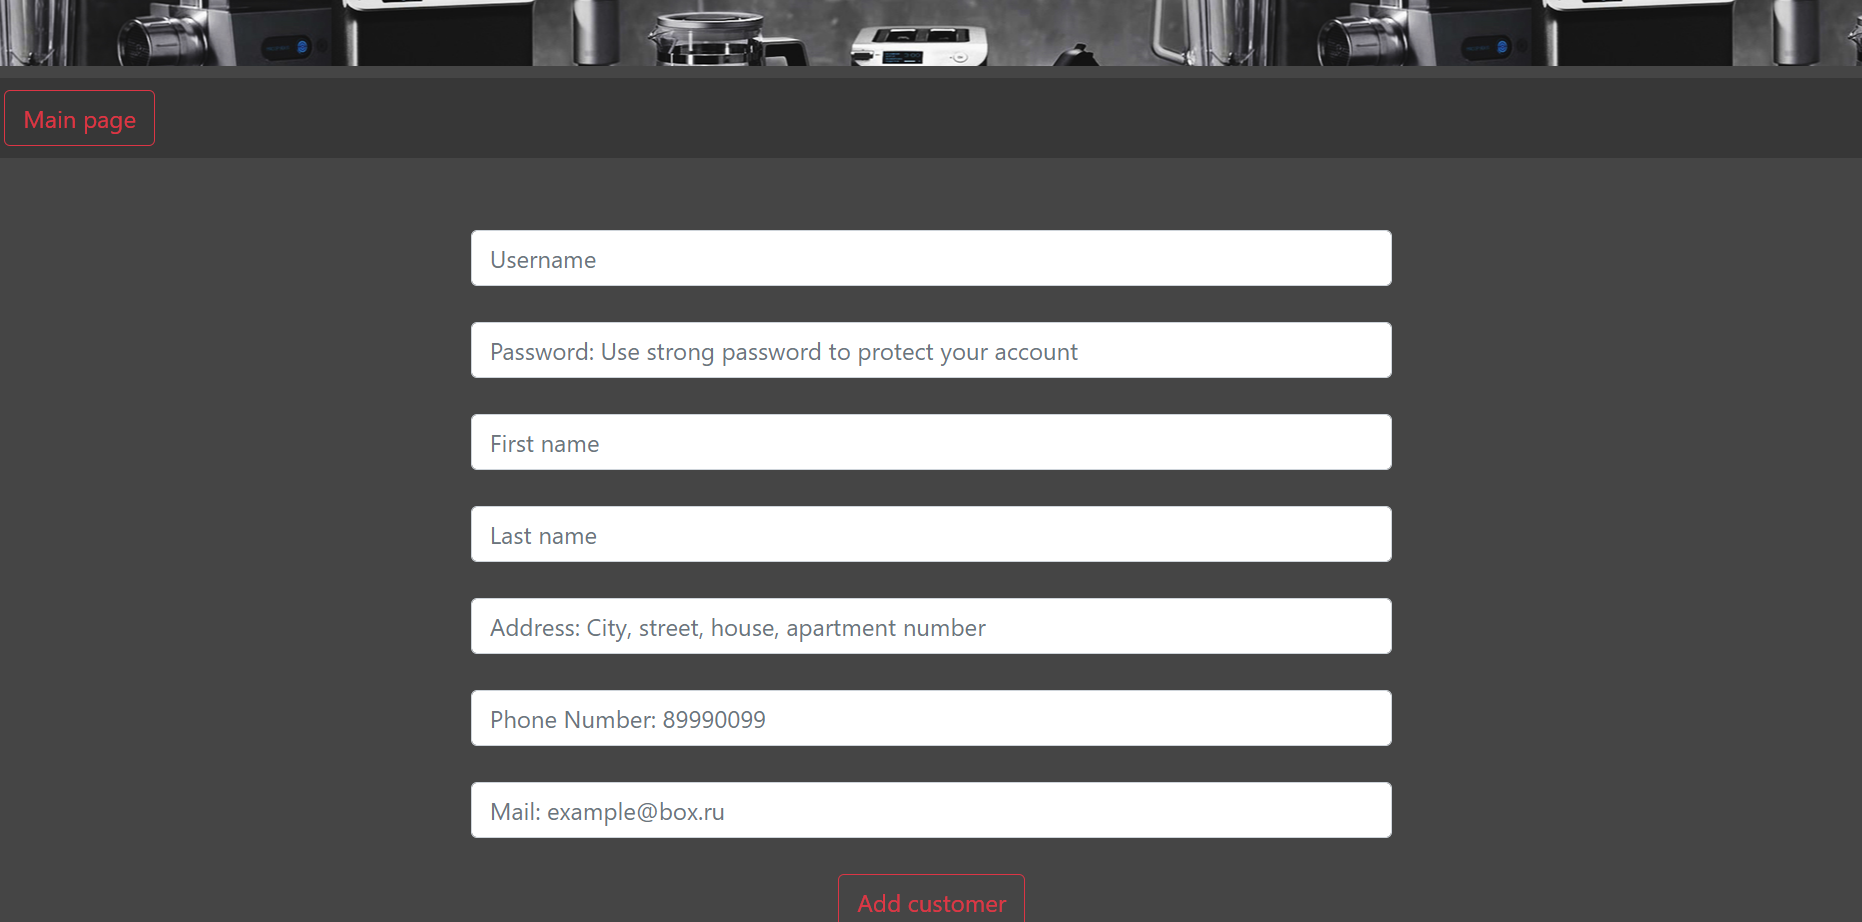 Main page
Username
Password: Use strong password to protect your account
First name
Last name
Address: City, street, house, apartment number
Phone Number: 89990099
Mail: example@box.ru
Add customer